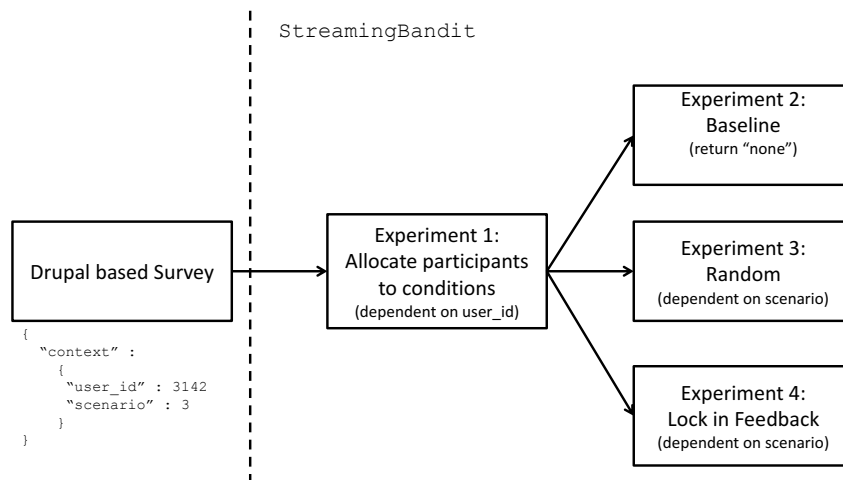 StreamingBandit
Drupal based Survey
{
“context” :
{
“user_id” : 3142
“scenario” : 3
}
}
Experiment 1:
Allocate participants
to conditions
(dependent on user_id)
Experiment 2:
Baseline
(return “none”)
Experiment 3:
Random
(dependent on scenario)
Experiment 4:
Lock in Feedback
(dependent on scenario)